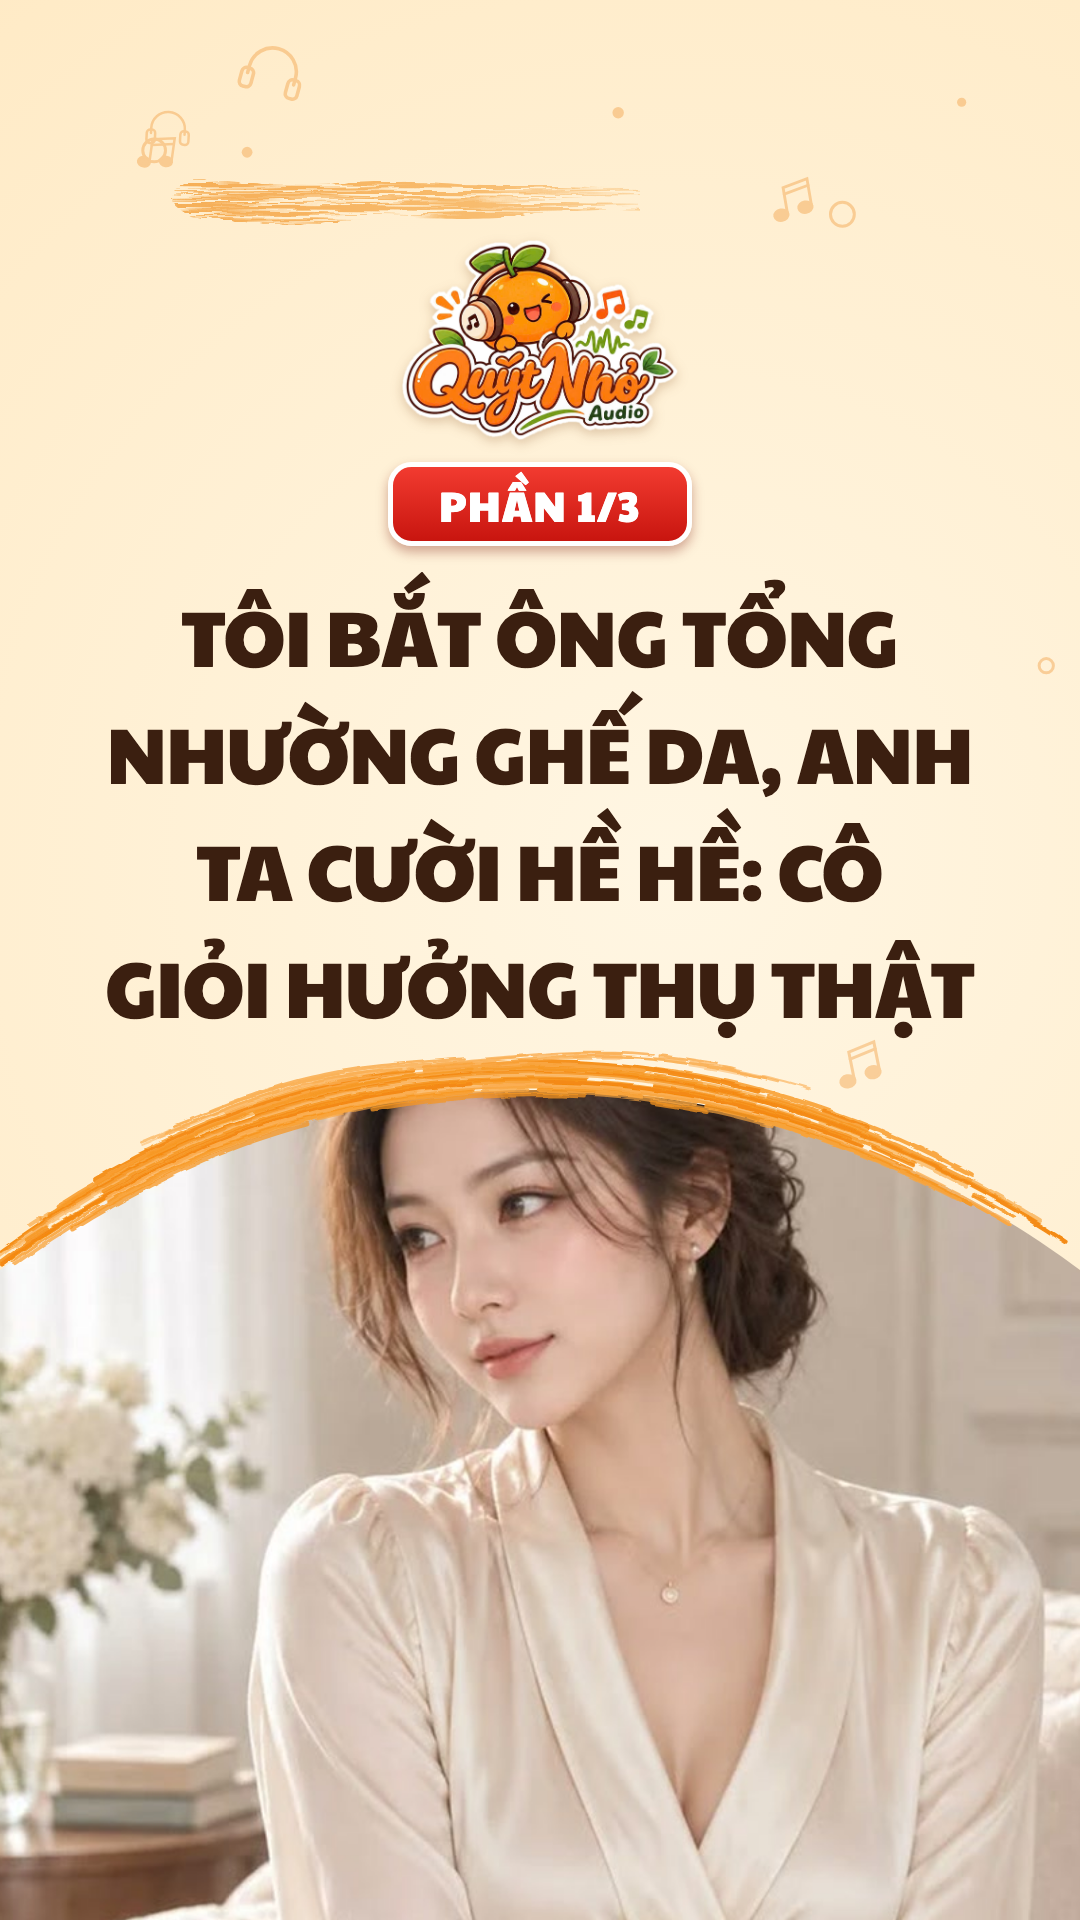 Quýt Nhỏ
Audio
PHẦN 1/3
TÔI BẮT ÔNG TỔNG
NHƯỜNG GHẾ DA, ANH
TA CƯỜI HỀ HỀ: CÔ
GIỎI HƯỞNG THỤ THẬT